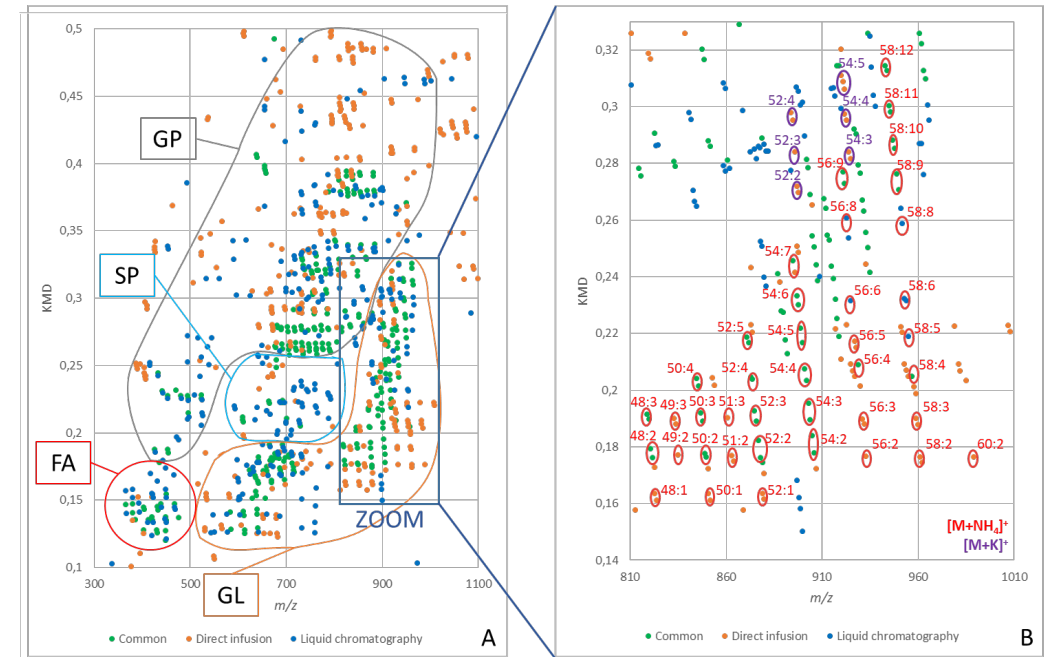 0,5
0,45
0,4
0,35
0,3
0,25
0,2
0,15
0,1
KMD
300 500 700 900 1100
m/z
GP
SP
FA
GL
ZOOM
Common Direct infusion Liquid chromatography
A
0,32
0,3
0,28
0,26
0,24
0,22
0,2
0,18
0,16
0,14
KMD
810 860 910 960 1010
m/z
58:12
54:5
52:4 54:4 58:11
52:3 54:3 58:10
52:2 56:9 58:9
56:8 58:8
54:7
54:6 56:6 58:6
52:5 54:5 56:5 58:5
50:4 52:4 54:4 56:4 58:4
48:3 49:3 50:3 51:3 52:3 54:3 56:3 58:3
48:2 49:2 50:2 51:2 52:2 54:2 56:2 58:2 60:2
48:1 50:1 52:1
[M+NH4]+
[M+K]+
Common Direct infusion Liquid chromatography
B